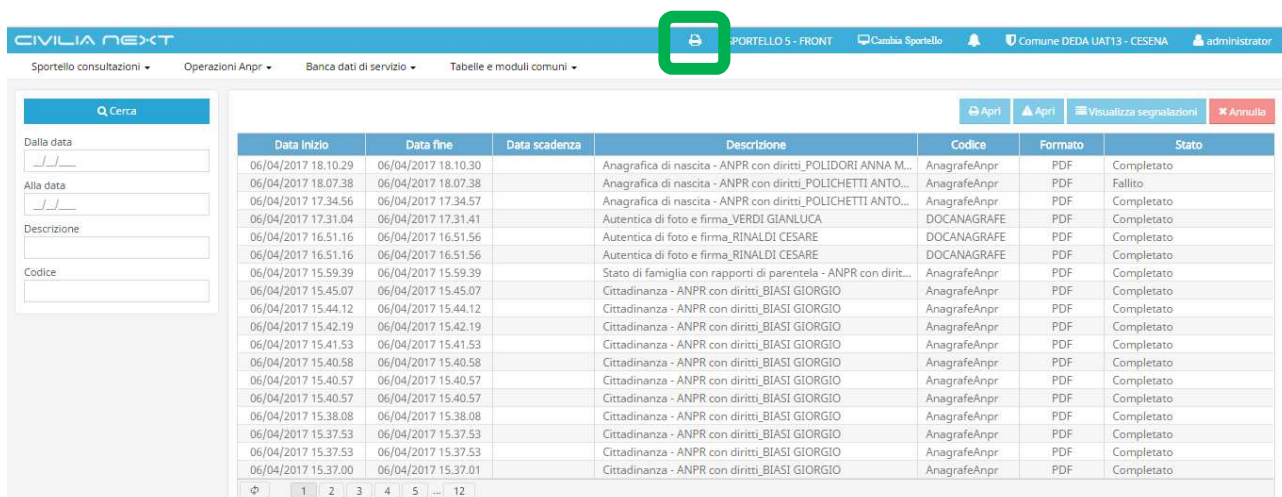 CIVILIA NEXT SPORTELLO 5 - FRONT Cambia Sportello Comune DEDA UAT13 - CESENA administrator
Sportello consultazioni Operazioni Anpr Banca dati di servizio Tabelle e moduli comuni
Cerca Apri Apri Visualizza segnalazioni Annulla
Dalla data
__/__/____
Alla data
__/__/____
Descrizione
Codice
Data Inizio Data fine Data scadenza Descrizione Codice Formato Stato
06/04/2017 18.10.29 06/04/2017 18.10.30 Anagrafica di nascita - ANPR con diritti_POLIDORI ANNA M... AnagrafeAnpr PDF Completato
06/04/2017 18.07.38 06/04/2017 18.07.38 Anagrafica di nascita - ANPR con diritti_POLICHETTI ANTO... AnagrafeAnpr PDF Fallito
06/04/2017 17.34.56 06/04/2017 17.34.57 Anagrafica di nascita - ANPR con diritti_POLICHETTI ANTO... AnagrafeAnpr PDF Completato
06/04/2017 17.31.04 06/04/2017 17.31.41 Autentica di foto e firma_VERDI GIANLUCA DOCANAGRAFE PDF Completato
06/04/2017 16.51.16 06/04/2017 16.51.56 Autentica di foto e firma_RINALDI CESARE DOCANAGRAFE PDF Completato
06/04/2017 16.51.16 06/04/2017 16.51.56 Autentica di foto e firma_RINALDI CESARE DOCANAGRAFE PDF Completato
06/04/2017 15.59.39 06/04/2017 15.59.39 Stato di famiglia con rapporti di parentela - ANPR con dirit... AnagrafeAnpr PDF Completato
06/04/2017 15.45.07 06/04/2017 15.45.07 Cittadinanza - ANPR con diritti_BIASI GIORGIO AnagrafeAnpr PDF Completato
06/04/2017 15.44.12 06/04/2017 15.44.12 Cittadinanza - ANPR con diritti_BIASI GIORGIO AnagrafeAnpr PDF Completato
06/04/2017 15.42.19 06/04/2017 15.42.19 Cittadinanza - ANPR con diritti_BIASI GIORGIO AnagrafeAnpr PDF Completato
06/04/2017 15.41.53 06/04/2017 15.41.53 Cittadinanza - ANPR con diritti_BIASI GIORGIO AnagrafeAnpr PDF Completato
06/04/2017 15.40.58 06/04/2017 15.40.58 Cittadinanza - ANPR con diritti_BIASI GIORGIO AnagrafeAnpr PDF Completato
06/04/2017 15.40.57 06/04/2017 15.40.57 Cittadinanza - ANPR con diritti_BIASI GIORGIO AnagrafeAnpr PDF Completato
06/04/2017 15.40.57 06/04/2017 15.40.57 Cittadinanza - ANPR con diritti_BIASI GIORGIO AnagrafeAnpr PDF Completato
06/04/2017 15.38.08 06/04/2017 15.38.08 Cittadinanza - ANPR con diritti_BIASI GIORGIO AnagrafeAnpr PDF Completato
06/04/2017 15.37.53 06/04/2017 15.37.53 Cittadinanza - ANPR con diritti_BIASI GIORGIO AnagrafeAnpr PDF Completato
06/04/2017 15.37.53 06/04/2017 15.37.53 Cittadinanza - ANPR con diritti_BIASI GIORGIO AnagrafeAnpr PDF Completato
06/04/2017 15.37.00 06/04/2017 15.37.01 Cittadinanza - ANPR con diritti_BIASI GIORGIO AnagrafeAnpr PDF Completato
1 2 3 4 5 ... 12